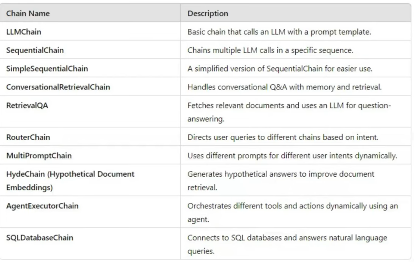 Chain Name Description
LLMChain Basic chain that calls an LLM with a prompt template.
SequentialChain Chains multiple LLM calls in a specific sequence.
SimpleSequentialChain A simplified version of SequentialChain for easier use.
ConversationalRetrievalChain Handles conversational Q&A with memory and retrieval.
RetrievalQA Fetches relevant documents and uses an LLM for question-
answering.
RouterChain Directs user queries to different chains based on intent.
MultiPromptChain Uses different prompts for different user intents dynamically.
HydeChain (Hypothetical Document Generates hypothetical answers to improve document
Embeddings) retrieval.
AgentExecutorChain Orchestrates different tools and actions dynamically using an
agent.
SQLDatabaseChain Connects to SQL databases and answers natural language
queries.